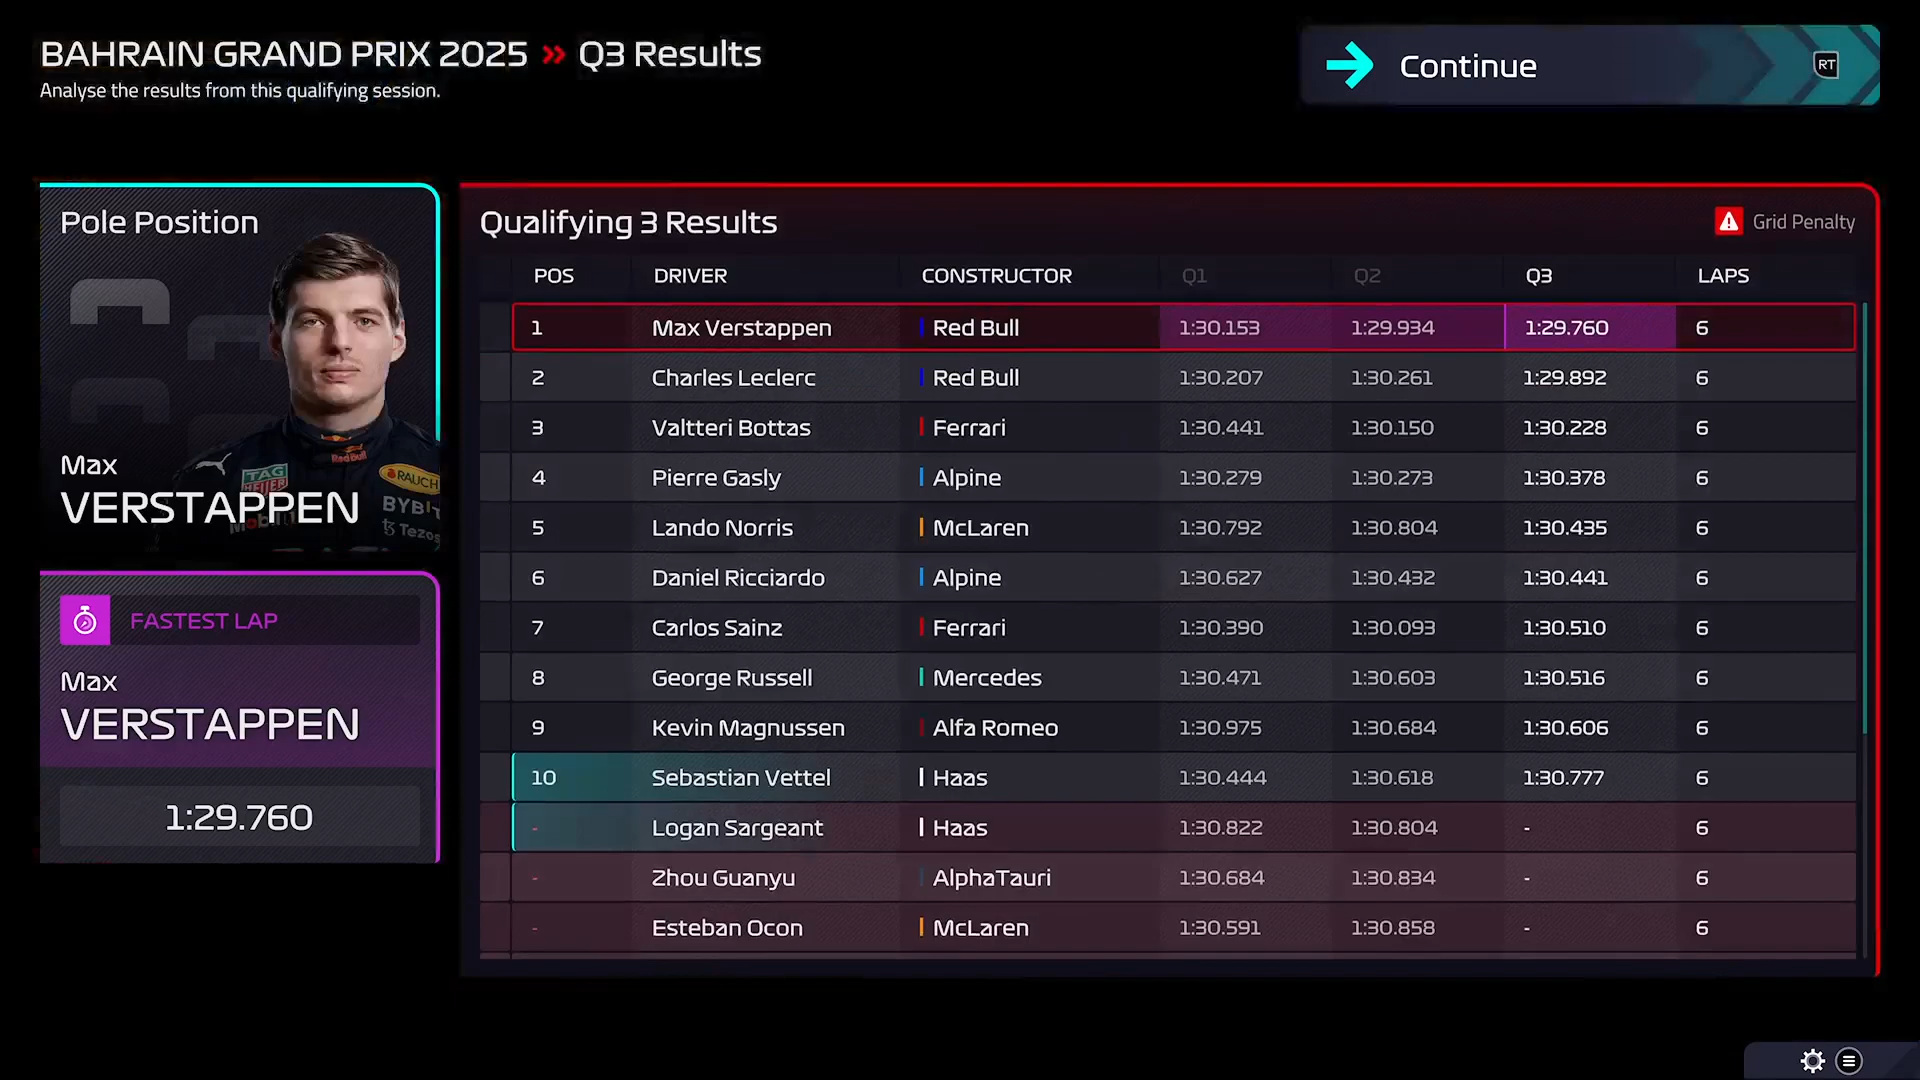 BAHRAIN GRAND PRIX 2025 » Q3 Results
Analyse the results from this qualifying session.
Continue
RT
Pole Position
Max
VERSTAPPEN
TAG
HEUER
Red Bull
RAUCH
BYBIT
Mobil
Tezos
FASTEST LAP
Max
VERSTAPPEN
1:29.760
Qualifying 3 Results
Grid Penalty
POS DRIVER CONSTRUCTOR Q1 Q2 Q3 LAPS
1 Max Verstappen Red Bull 1:30.153 1:29.934 1:29.760 6
2 Charles Leclerc Red Bull 1:30.207 1:30.261 1:29.892 6
3 Valtteri Bottas Ferrari 1:30.441 1:30.150 1:30.228 6
4 Pierre Gasly Alpine 1:30.279 1:30.273 1:30.378 6
5 Lando Norris McLaren 1:30.792 1:30.804 1:30.435 6
6 Daniel Ricciardo Alpine 1:30.627 1:30.432 1:30.441 6
7 Carlos Sainz Ferrari 1:30.390 1:30.093 1:30.510 6
8 George Russell Mercedes 1:30.471 1:30.603 1:30.516 6
9 Kevin Magnussen Alfa Romeo 1:30.975 1:30.684 1:30.606 6
10 Sebastian Vettel Haas 1:30.444 1:30.618 1:30.777 6
- Logan Sargeant Haas 1:30.822 1:30.804 - 6
- Zhou Guanyu AlphaTauri 1:30.684 1:30.834 - 6
- Esteban Ocon McLaren 1:30.591 1:30.858 - 6